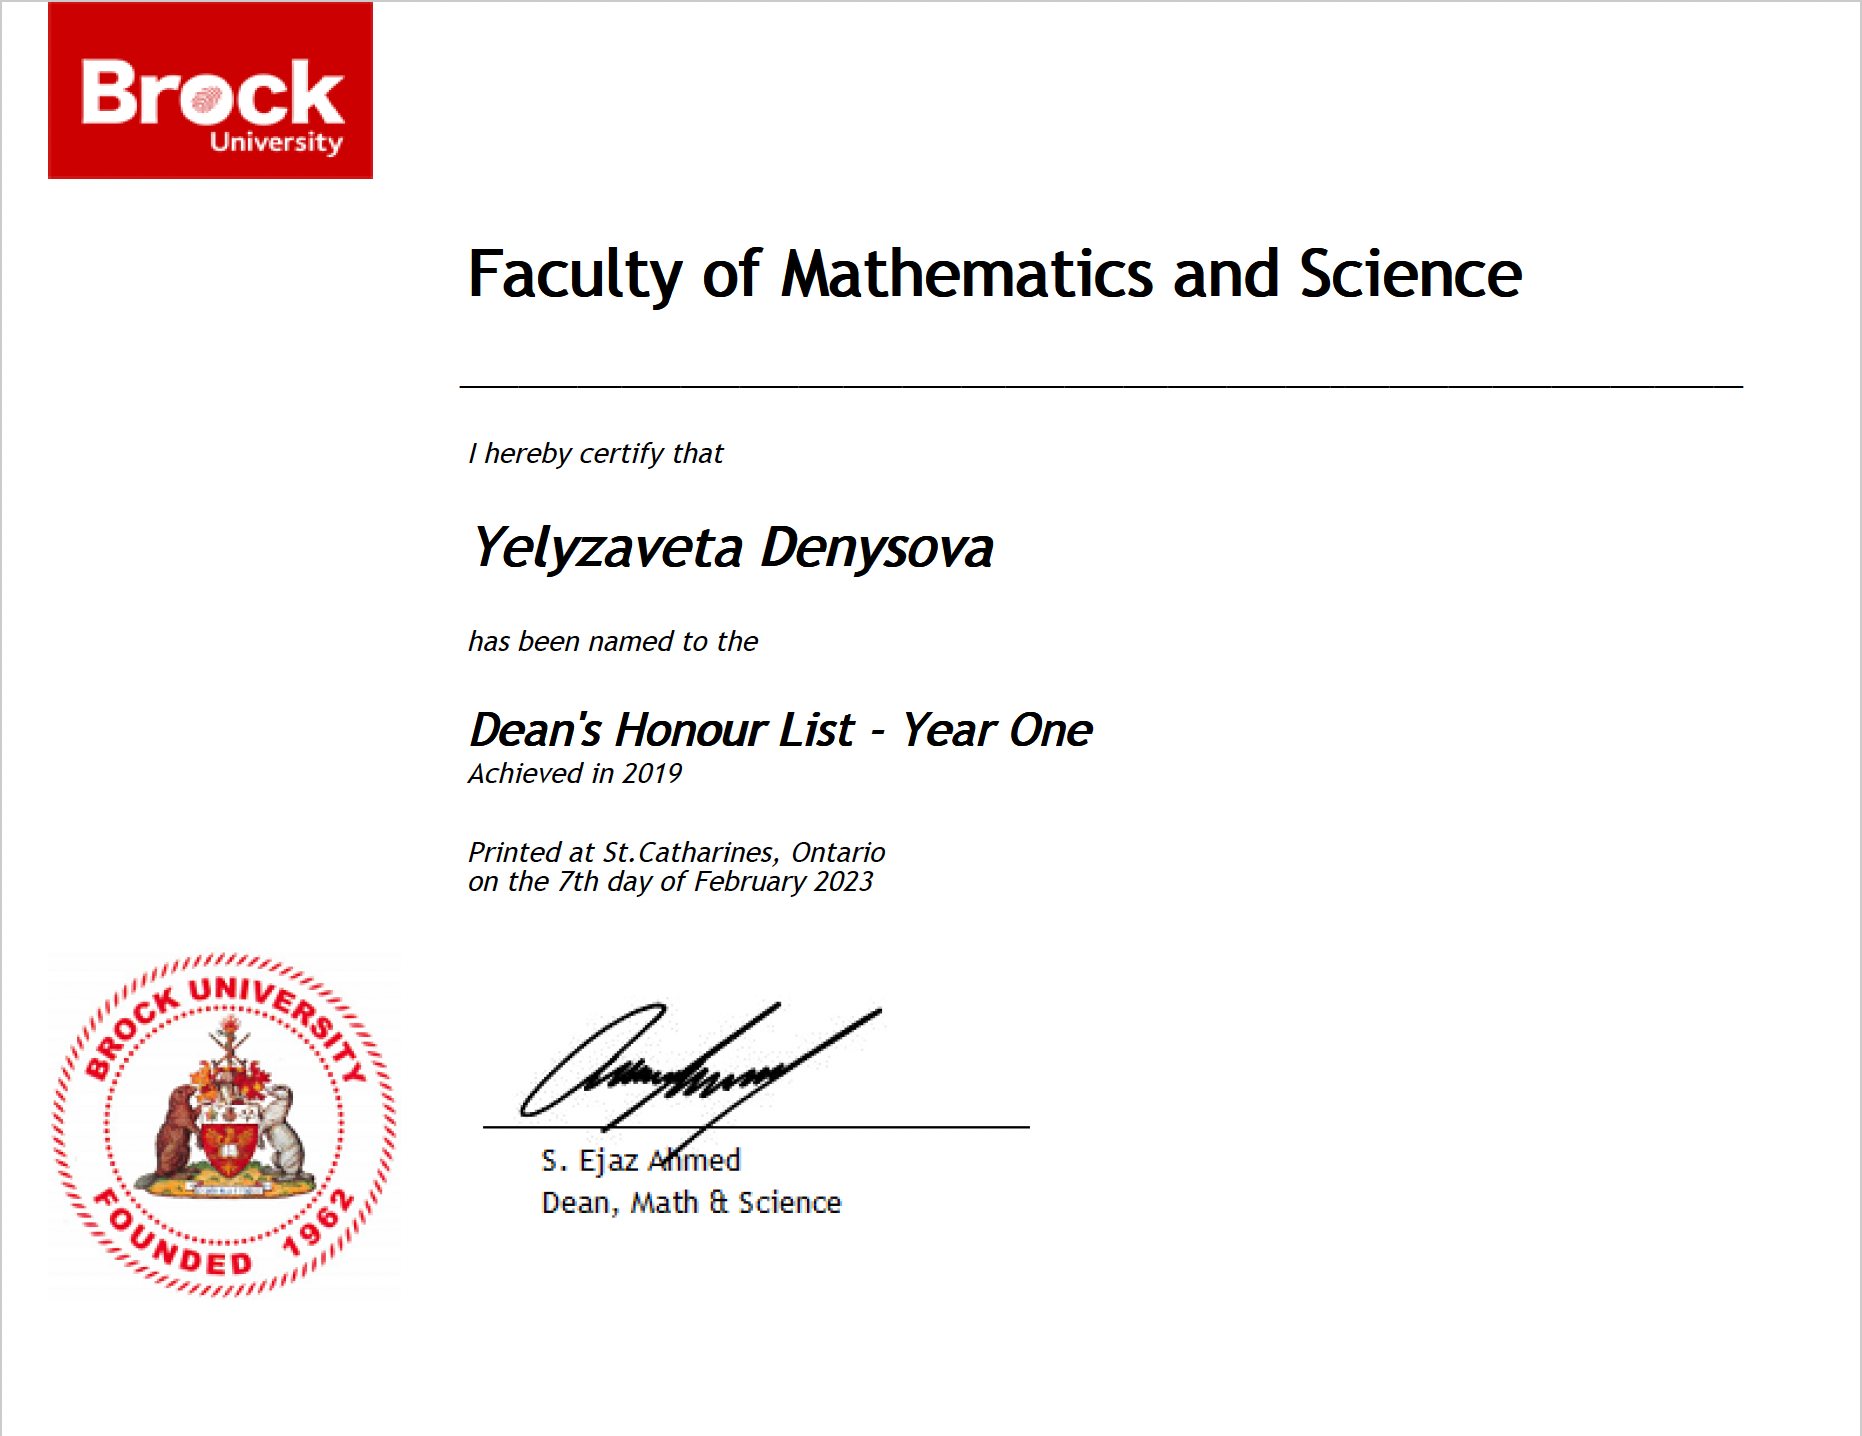 Brock
University
Faculty of Mathematics and Science
I hereby certify that
Yelyzaveta Denysova
has been named to the
Dean's Honour List - Year One
Achieved in 2019
Printed at St.Catharines, Ontario
on the 7th day of February 2023
BROCK UNIVERSITY
FOUNDED 1962
S. Ejaz Ahmed
Dean, Math & Science